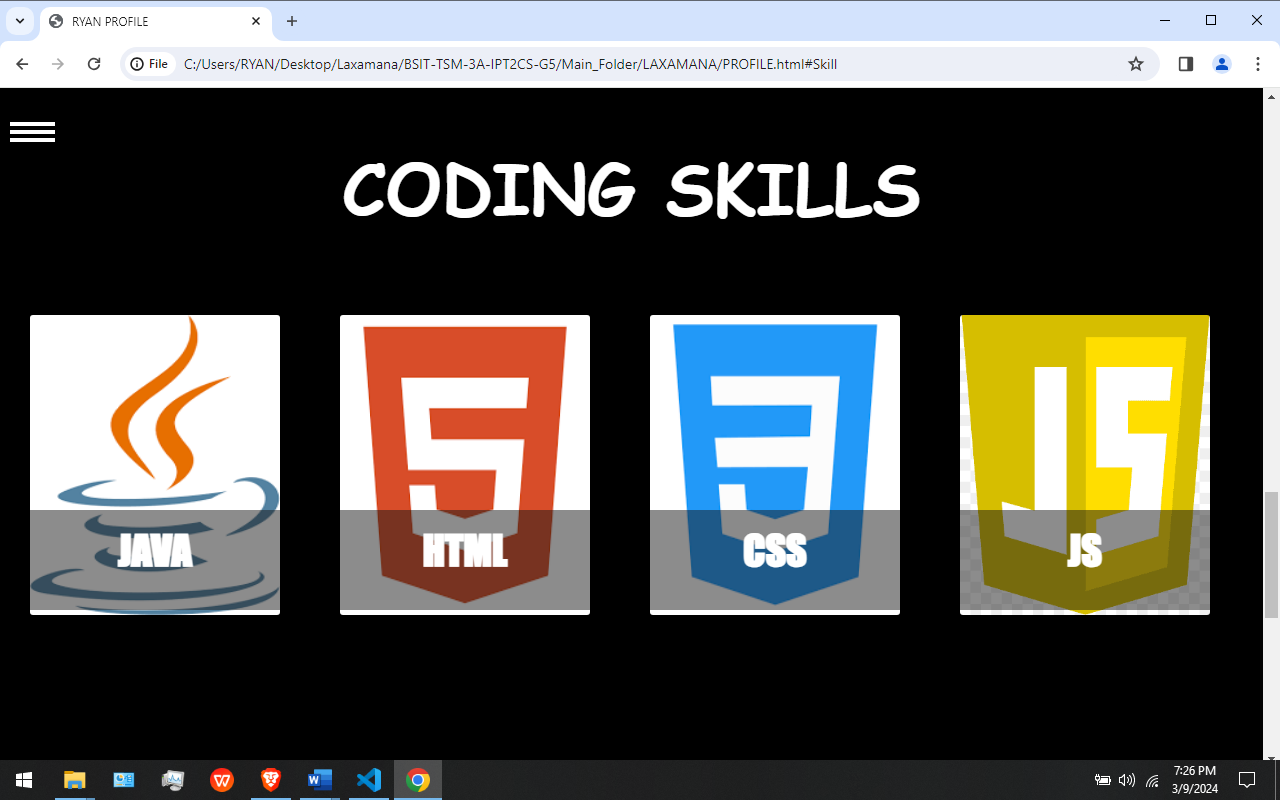 RYAN PROFILE
File
C:/Users/RYAN/Desktop/Laxamana/BSIT-TSM-3A-IPT2CS-G5/Main_Folder/LAXAMANA/PROFILE.html#Skill
CODING SKILLS
JS
JAVA
HTML
CSS
JS
7:26 PM
3/9/2024